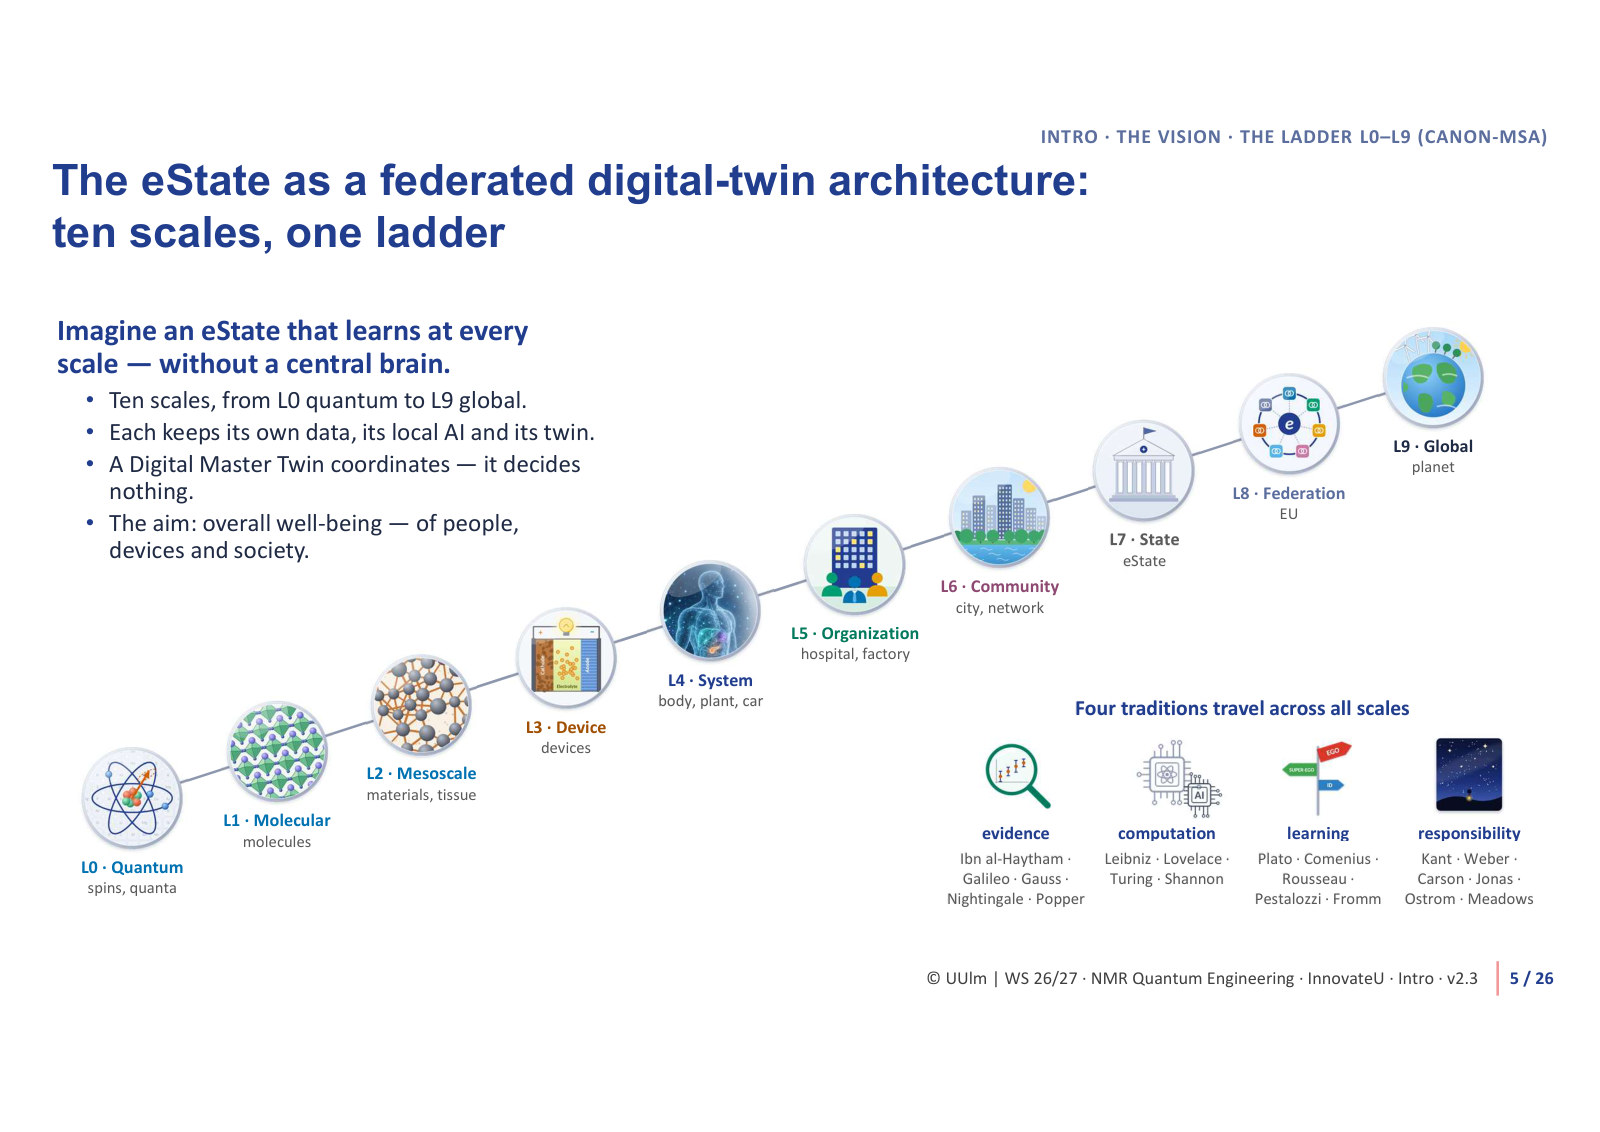 INTRO · THE VISION · THE LADDER L0–L9 (CANON-MSA)
The eState as a federated digital-twin architecture:
ten scales, one ladder
Imagine an eState that learns at every
scale — without a central brain.
• Ten scales, from L0 quantum to L9 global.
• Each keeps its own data, its local AI and its twin.
• A Digital Master Twin coordinates — it decides
nothing.
• The aim: overall well-being — of people,
devices and society.
L0 · Quantum
spins, quanta
L1 · Molecular
molecules
L2 · Mesoscale
materials, tissue
L3 · Device
devices
L4 · System
body, plant, car
L5 · Organization
hospital, factory
L6 · Community
city, network
L7 · State
eState
e
L8 · Federation
EU
L9 · Global
planet
Four traditions travel across all scales
AI
EGO
SUPER-EGO
ID
evidence
Ibn al-Haytham ·
Galileo · Gauss ·
Nightingale · Popper
computation
Leibniz · Lovelace ·
Turing · Shannon
learning
Plato · Comenius ·
Rousseau ·
Pestalozzi · Fromm
responsibility
Kant · Weber ·
Carson · Jonas ·
Ostrom · Meadows
© UUlm | WS 26/27 · NMR Quantum Engineering · InnovateU · Intro · v2.3
5 / 26